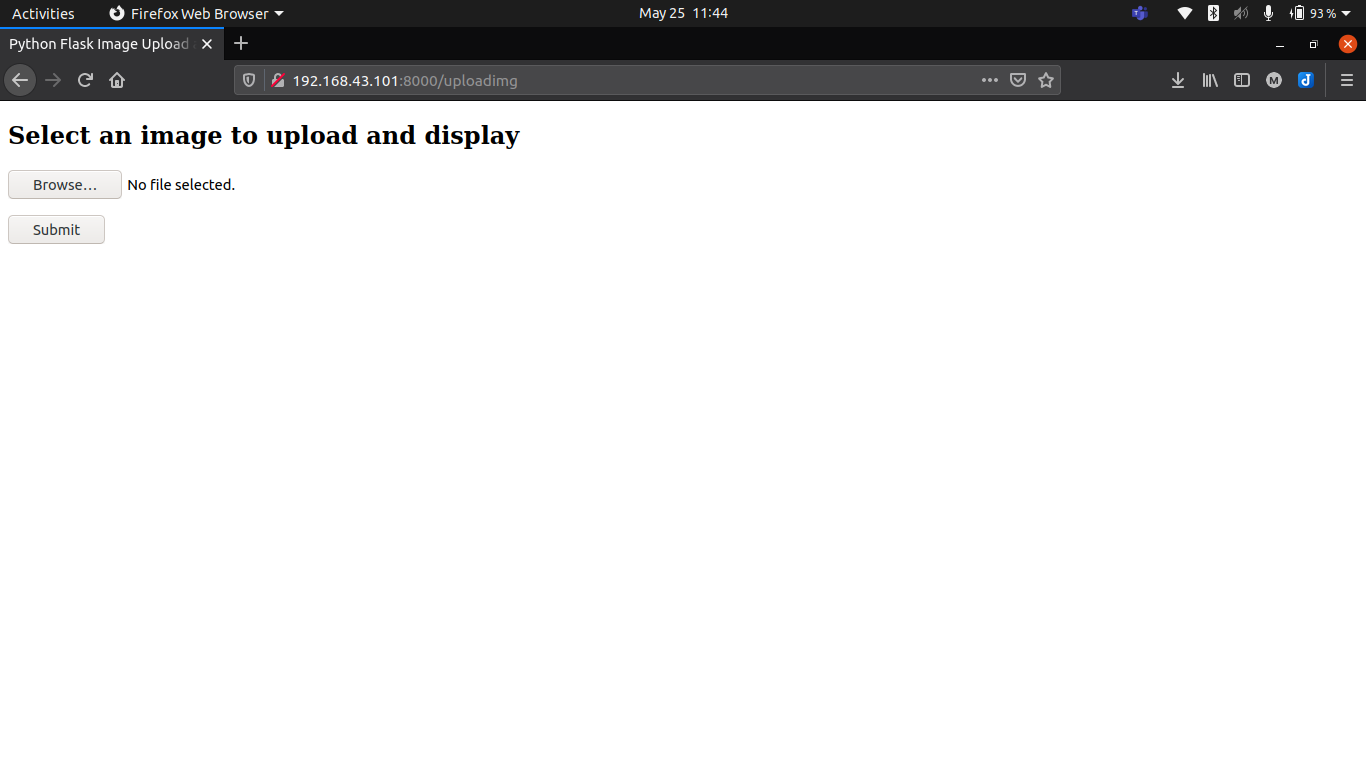 Activities Firefox Web Browser May 25 11:44 93 %
Python Flask Image Upload
192.168.43.101:8000/uploadimg
Select an image to upload and display
Browse... No file selected.
Submit